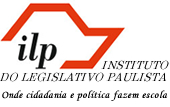 ilp
INSTITUTO
DO LEGISLATIVO PAULISTA
Onde cidadania e política fazem escola